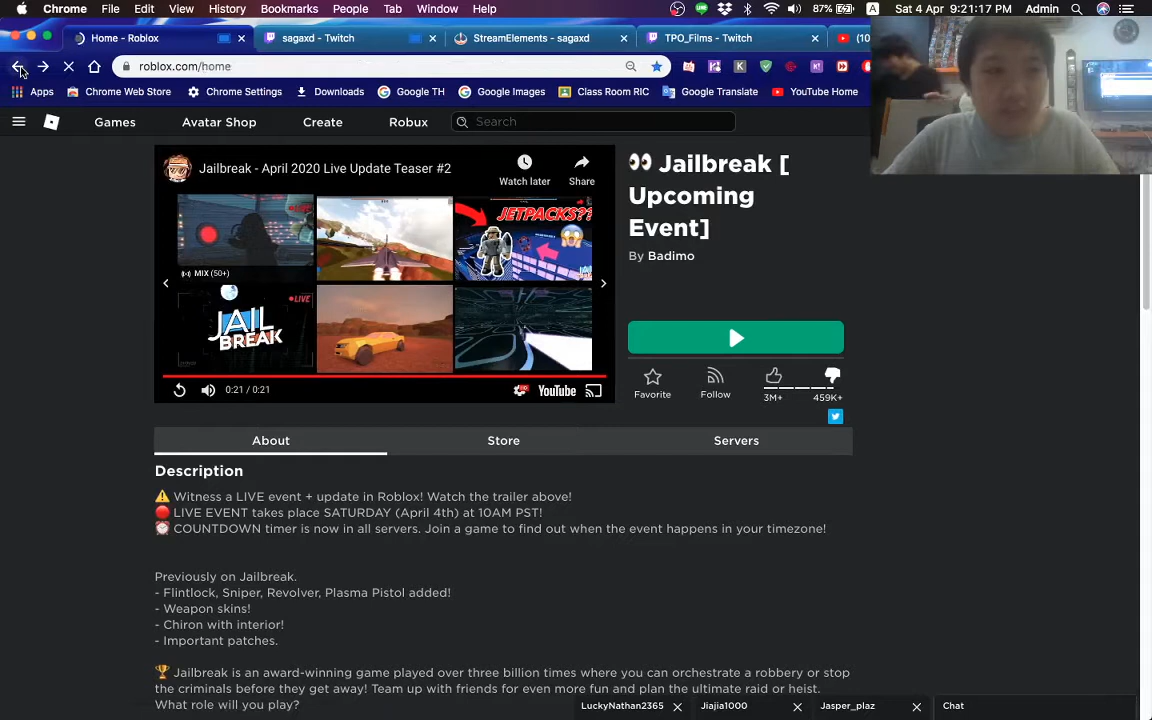 Chrome File Edit View History Bookmarks People Tab Window Help 87% A Sat 4 Apr 9:21:17 PM Admin
Home - Roblox sagaxd - Twitch StreamElements - sagaxd TPO_Films - Twitch (10
roblox.com/home
Apps Chrome Web Store Chrome Settings Downloads Google TH Google Images Class Room RIC Google Translate YouTube Home
Games Avatar Shop Create Robux Search
Jailbreak - April 2020 Live Update Teaser #2
Watch later Share
LIVE
JETPACKS??
MIX (50+)
LIVE
JAIL
BREAK
0:21 / 0:21 YouTube
👀 Jailbreak [
Upcoming
Event]
By Badimo
Favorite Follow 3M+ 459K+
About Store Servers
Description
⚠️ Witness a LIVE event + update in Roblox! Watch the trailer above!
🔴 LIVE EVENT takes place SATURDAY (April 4th) at 10AM PST!
⏰ COUNTDOWN timer is now in all servers. Join a game to find out when the event happens in your timezone!
Previously on Jailbreak.
- Flintlock, Sniper, Revolver, Plasma Pistol added!
- Weapon skins!
- Chiron with interior!
- Important patches.
🏆 Jailbreak is an award-winning game played over three billion times where you can orchestrate a robbery or stop
the criminals before they get away! Team up with friends for even more fun and plan the ultimate raid or heist.
What role will you play?
LuckyNathan2365 Jiajia1000 Jasper_plaz Chat